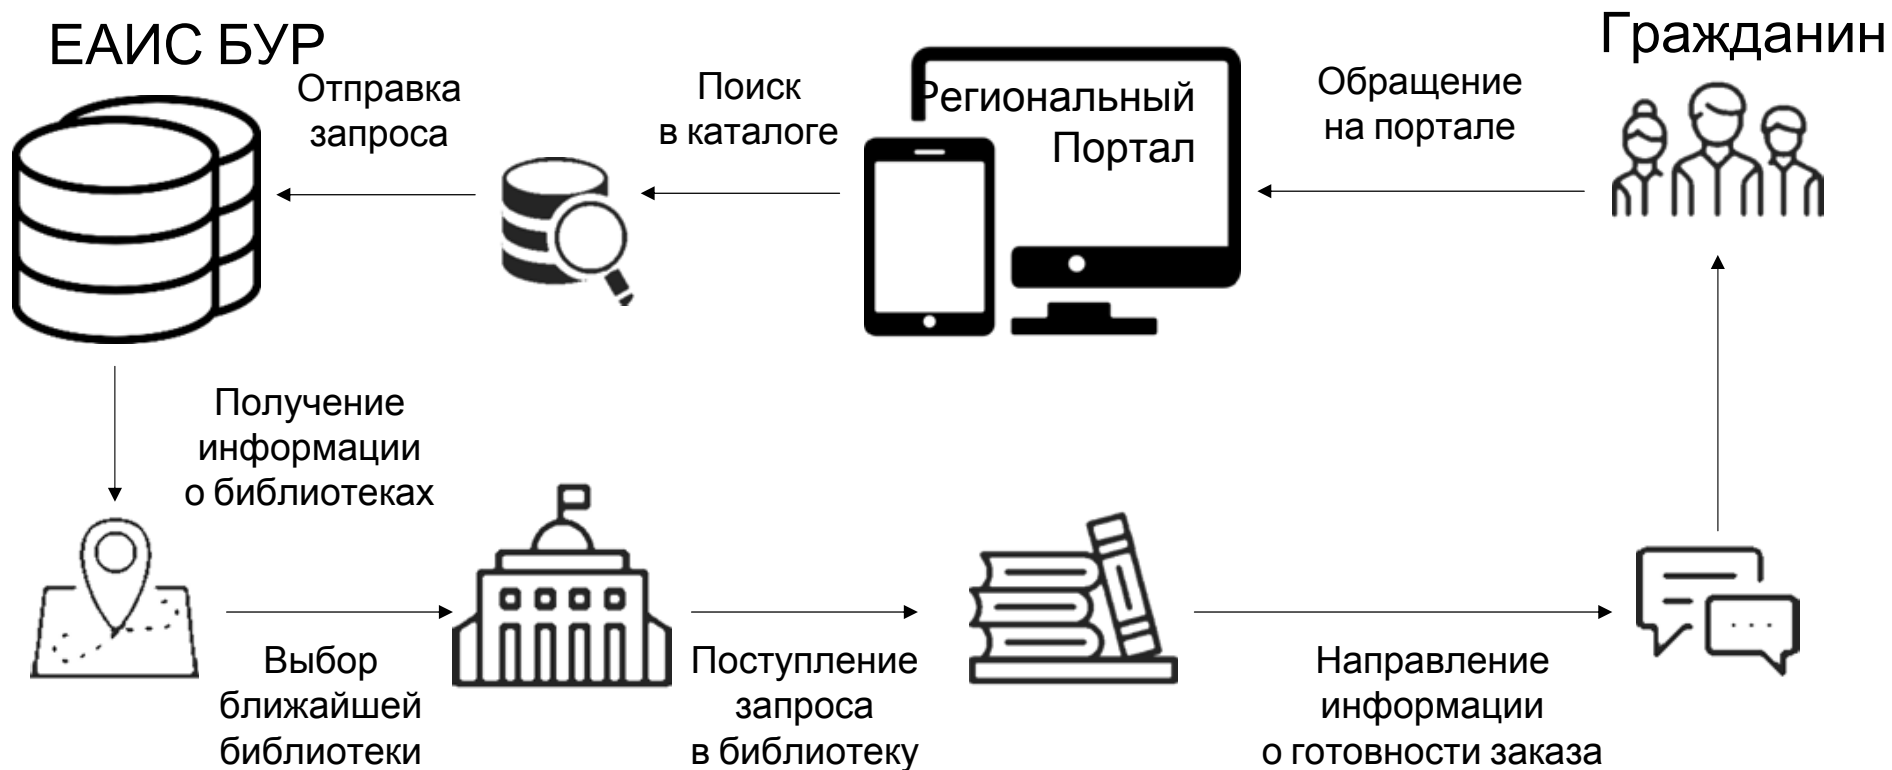 ЕАИС БУР
Отправка
запроса
Поиск
в каталоге
Региональный
Портал
Обращение
на портале
Гражданин
Получение
информации
о библиотеках
Выбор
ближайшей
библиотеки
Поступление
запроса
в библиотеку
Направление
информации
о готовности заказа